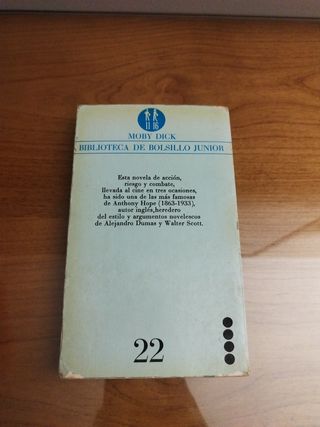 11 16
MOBY DICK
BIBLIOTECA DE BOLSILLO JUNIOR
Esta novela de acción,
riesgo y combate,
llevada al cine en tres ocasiones,
ha sido una de las más famosas
de Anthony Hope (1863-1933),
autor inglés,heredero
del estilo y argumentos novelescos
de Alejandro Dumas y Walter Scott.
22